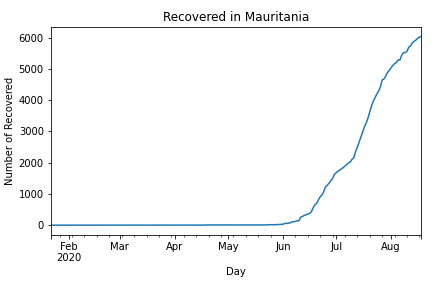 Recovered in Mauritania
Number of Recovered
6000
5000
4000
3000
2000
1000
0
Feb Mar Apr May Jun Jul Aug
2020
Day